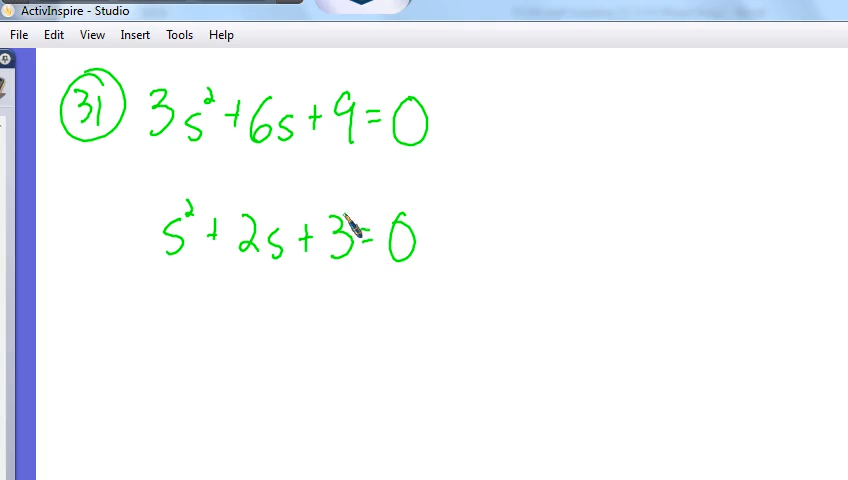 ActivInspire - Studio
File Edit View Insert Tools Help
31 3s² + 6s + 9 = 0
s² + 2s + 3 = 0